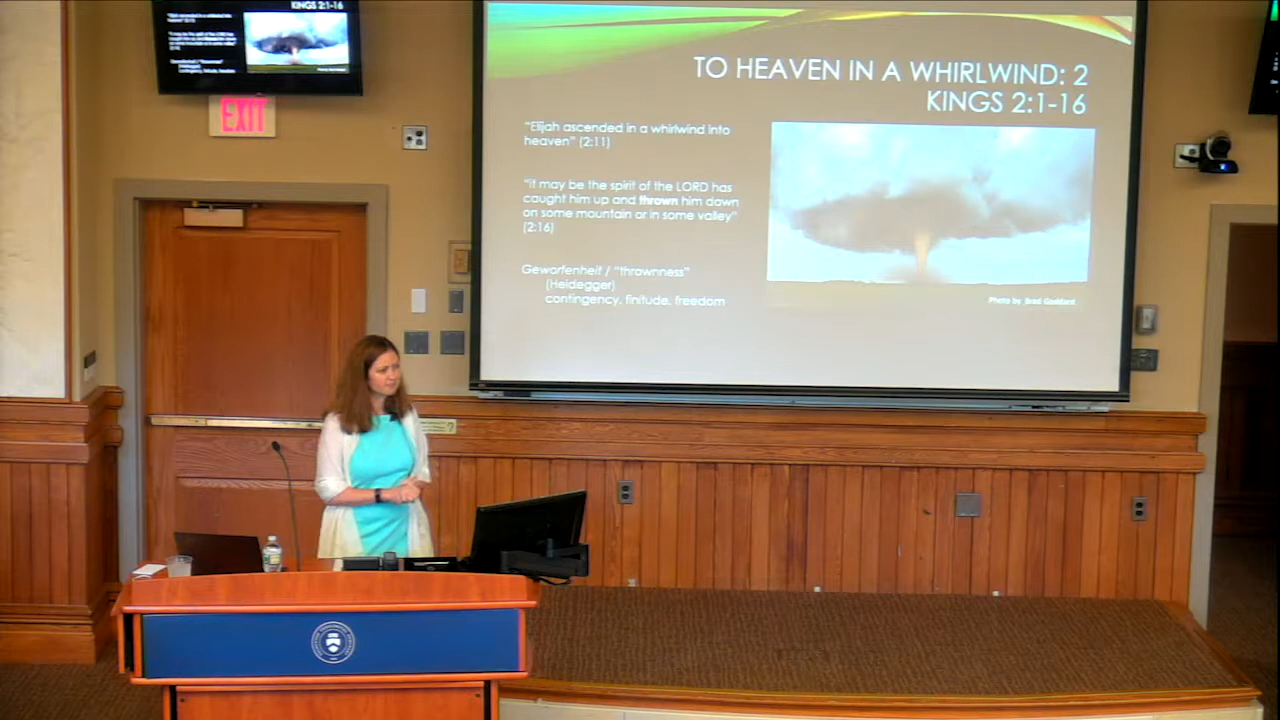 KINGS 2:1-16
EXIT
TO HEAVEN IN A WHIRLWIND: 2
KINGS 2:1-16
“Elijah ascended in a whirlwind into
heaven” (2:11)
“it may be the spirit of the LORD has
caught him up and thrown him down
on some mountain or in some valley”
(2:16)
Geworfenheit / “thrownness”
(Heidegger)
contingency, finitude, freedom
Photo by Brad Goddard